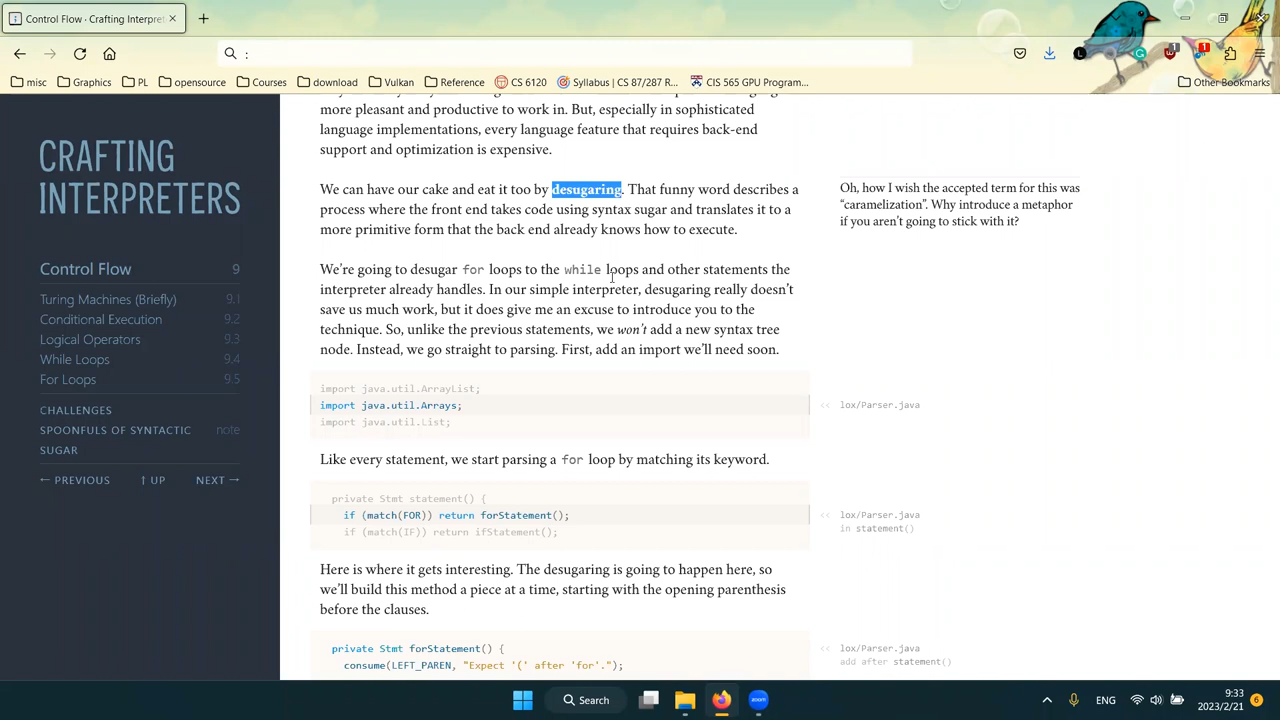 Control Flow · Crafting Interpret
:
1
1
misc
Graphics
PL
opensource
Courses
download
Vulkan
Reference
CS 6120
Syllabus | CS 87/287 R...
CIS 565 GPU Program...
Other Bookmarks
CRAFTING
INTERPRETERS
Control Flow 9
Turing Machines (Briefly) 9.1
Conditional Execution 9.2
Logical Operators 9.3
While Loops 9.4
For Loops 9.5
CHALLENGES
SPOONFULS OF SYNTACTIC note
SUGAR
← PREVIOUS ↑ UP NEXT →
more pleasant and productive to work in. But, especially in sophisticated
language implementations, every language feature that requires back-end
support and optimization is expensive.
We can have our cake and eat it too by desugaring. That funny word describes a
process where the front end takes code using syntax sugar and translates it to a
more primitive form that the back end already knows how to execute.
Oh, how I wish the accepted term for this was
“caramelization”. Why introduce a metaphor
if you aren’t going to stick with it?
We’re going to desugar for loops to the while loops and other statements the
interpreter already handles. In our simple interpreter, desugaring really doesn’t
save us much work, but it does give me an excuse to introduce you to the
technique. So, unlike the previous statements, we won’t add a new syntax tree
node. Instead, we go straight to parsing. First, add an import we’ll need soon.
import java.util.ArrayList;
import java.util.Arrays;
import java.util.List;
<< lox/Parser.java
Like every statement, we start parsing a for loop by matching its keyword.
private Stmt statement() {
if (match(FOR)) return forStatement();
if (match(IF)) return ifStatement();
<< lox/Parser.java
in statement()
Here is where it gets interesting. The desugaring is going to happen here, so
we’ll build this method a piece at a time, starting with the opening parenthesis
before the clauses.
private Stmt forStatement() {
consume(LEFT_PAREN, "Expect '(' after 'for'.");
<< lox/Parser.java
add after statement()
Search
ENG
9:33
2023/2/21
6